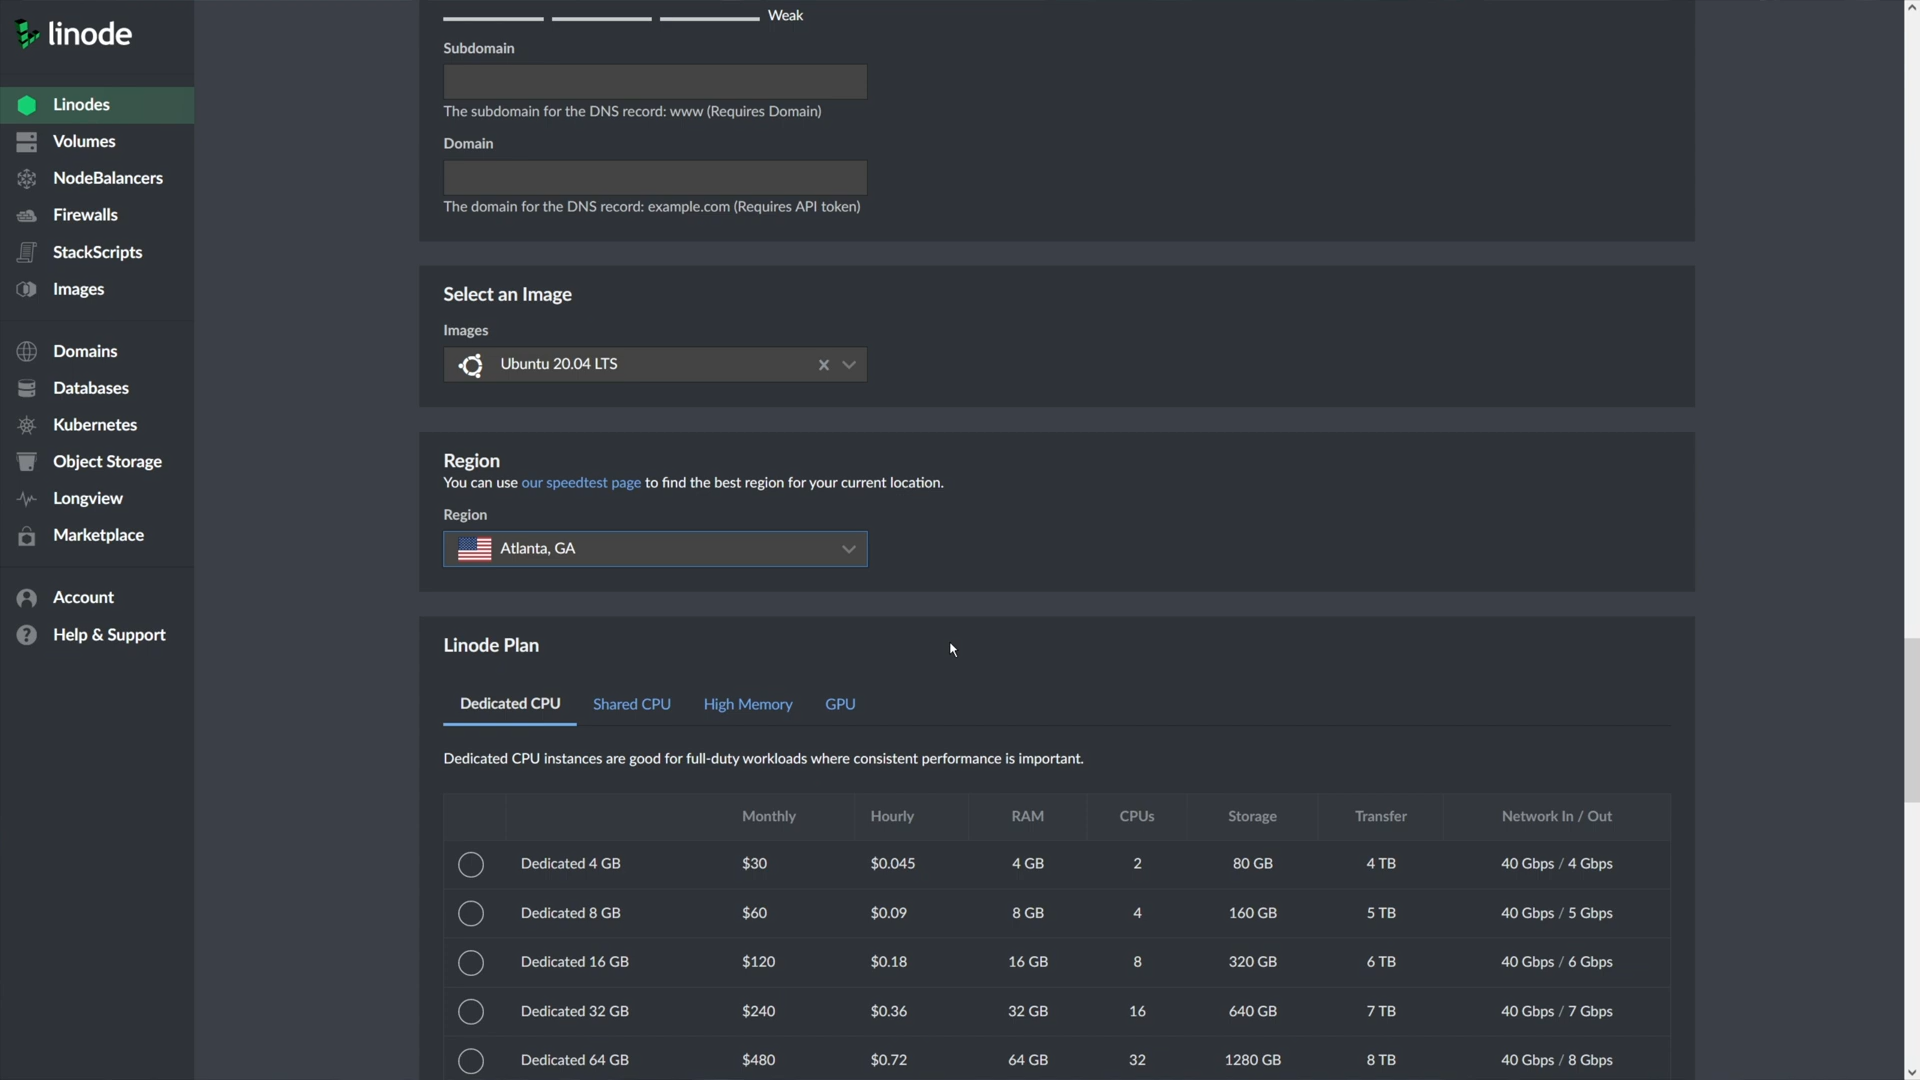 linode
Linodes
Volumes
NodeBalancers
Firewalls
StackScripts
Images
Domains
Databases
Kubernetes
Object Storage
Longview
Marketplace
Account
Help & Support
Weak
Subdomain
The subdomain for the DNS record: www (Requires Domain)
Domain
The domain for the DNS record: example.com (Requires API token)
Select an Image
Images
Ubuntu 20.04 LTS
Region
You can use our speedtest page to find the best region for your current location.
Region
Atlanta, GA
Linode Plan
Dedicated CPU Shared CPU High Memory GPU
Dedicated CPU instances are good for full-duty workloads where consistent performance is important.
Monthly Hourly RAM CPUs Storage Transfer Network In / Out
Dedicated 4 GB $30 $0.045 4 GB 2 80 GB 4 TB 40 Gbps / 4 Gbps
Dedicated 8 GB $60 $0.09 8 GB 4 160 GB 5 TB 40 Gbps / 5 Gbps
Dedicated 16 GB $120 $0.18 16 GB 8 320 GB 6 TB 40 Gbps / 6 Gbps
Dedicated 32 GB $240 $0.36 32 GB 16 640 GB 7 TB 40 Gbps / 7 Gbps
Dedicated 64 GB $480 $0.72 64 GB 32 1280 GB 8 TB 40 Gbps / 8 Gbps